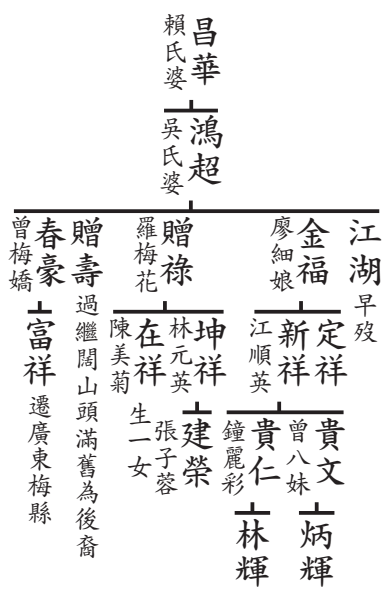 昌華
賴氏婆
鴻超
吳氏婆
江湖
早歿
金福
廖細娘
贈祿
羅梅花
贈壽
過繼闊山頭滿舊為後裔
春豪
曾梅嬌
定祥
新祥
江順英
坤祥
林元英
在祥
陳美菊
生一女
富祥
遷廣東梅縣
貴文
曾八妹
貴仁
鐘麗彩
建榮
張子蓉
炳輝
林輝